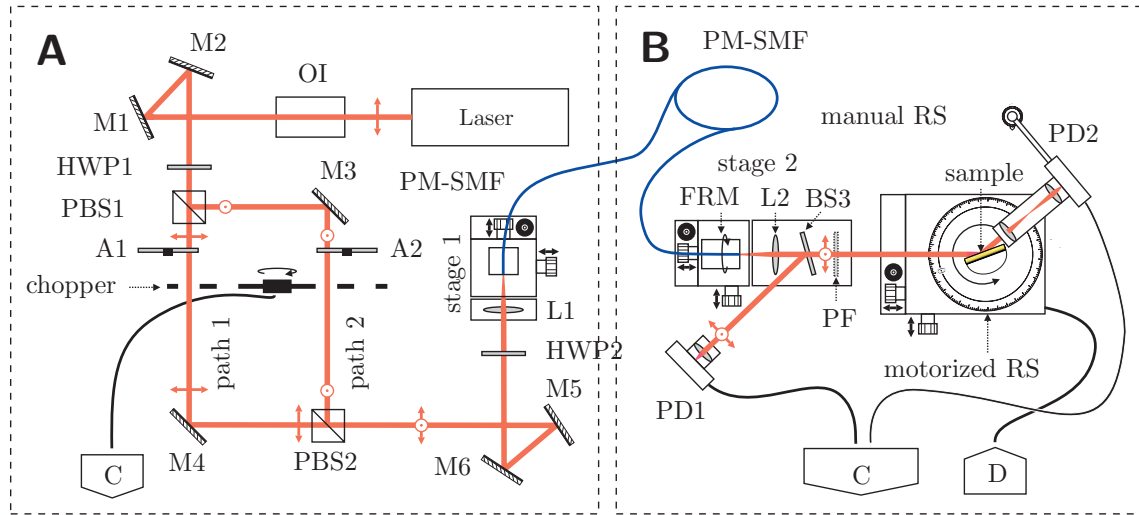 A
M2
OI
M1
Laser
HWP1
M3
PM-SMF
PBS1
A1
A2
stage 1
chopper
L1
path 1
path 2
HWP2
M5
M4
PBS2
M6
C
B
PM-SMF
manual RS
PD2
stage 2
sample
FRM
L2
BS3
PF
motorized RS
PD1
C
D